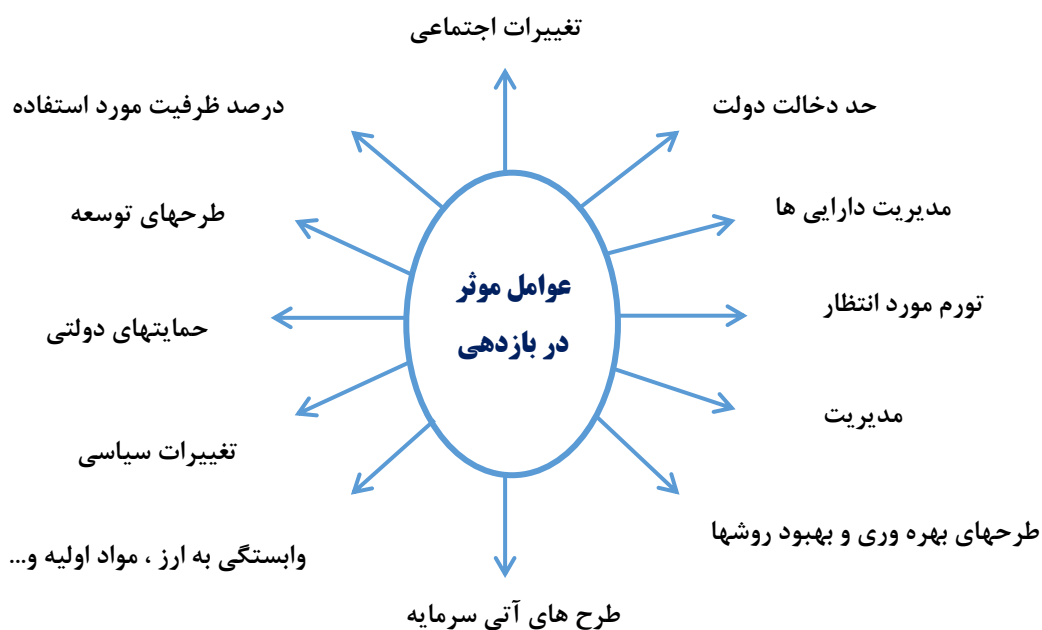 تغییرات اجتماعی
حد دخالت دولت
درصد ظرفیت مورد استفاده
مدیریت دارایی ها
طرحهای توسعه
عوامل موثر
در بازدهی
تورم مورد انتظار
حمایتهای دولتی
مدیریت
تغییرات سیاسی
طرحهای بهره وری و بهبود روشها
وابستگی به ارز ، مواد اولیه و...
طرح های آتی سرمایه